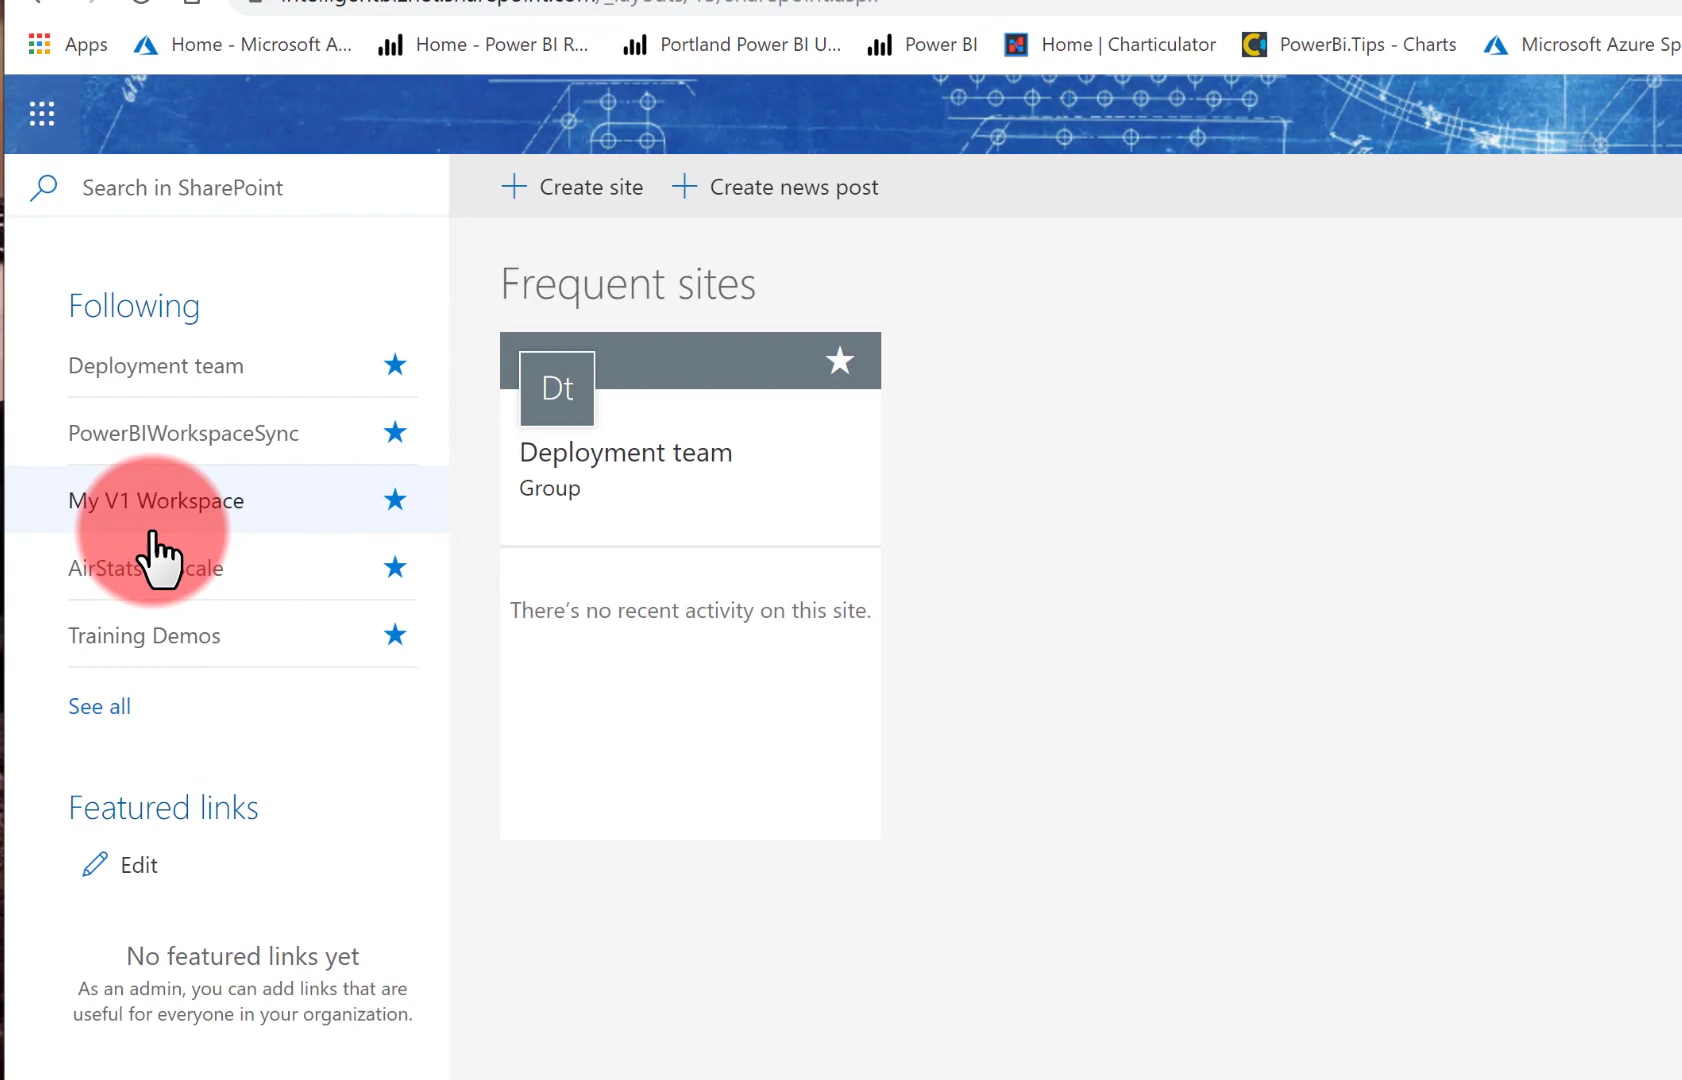 Apps Home - Microsoft A... Home - Power BI R... Portland Power BI U... Power BI Home | Charticulator PowerBi.Tips - Charts Microsoft Azure Sp
Search in SharePoint
Create site Create news post
Following
Deployment team
PowerBIWorkspaceSync
My V1 Workspace
Training Demos
See all
Featured links
Edit
No featured links yet
As an admin, you can add links that are
useful for everyone in your organization.
Frequent sites
Dt
Deployment team
Group
There's no recent activity on this site.